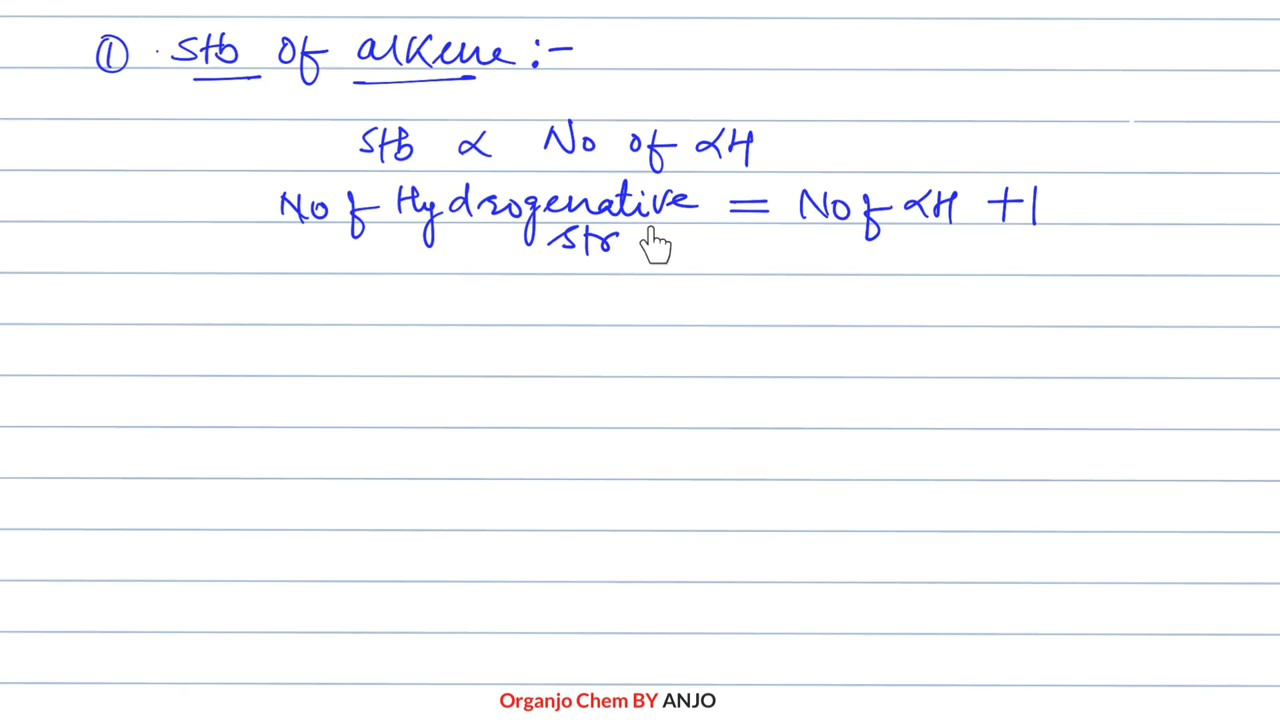 ① . Stb of alkene :-
Stb ∝ No of αH
No of Hydrogenative = No of αH + 1
Str
Organjo Chem BY ANJO